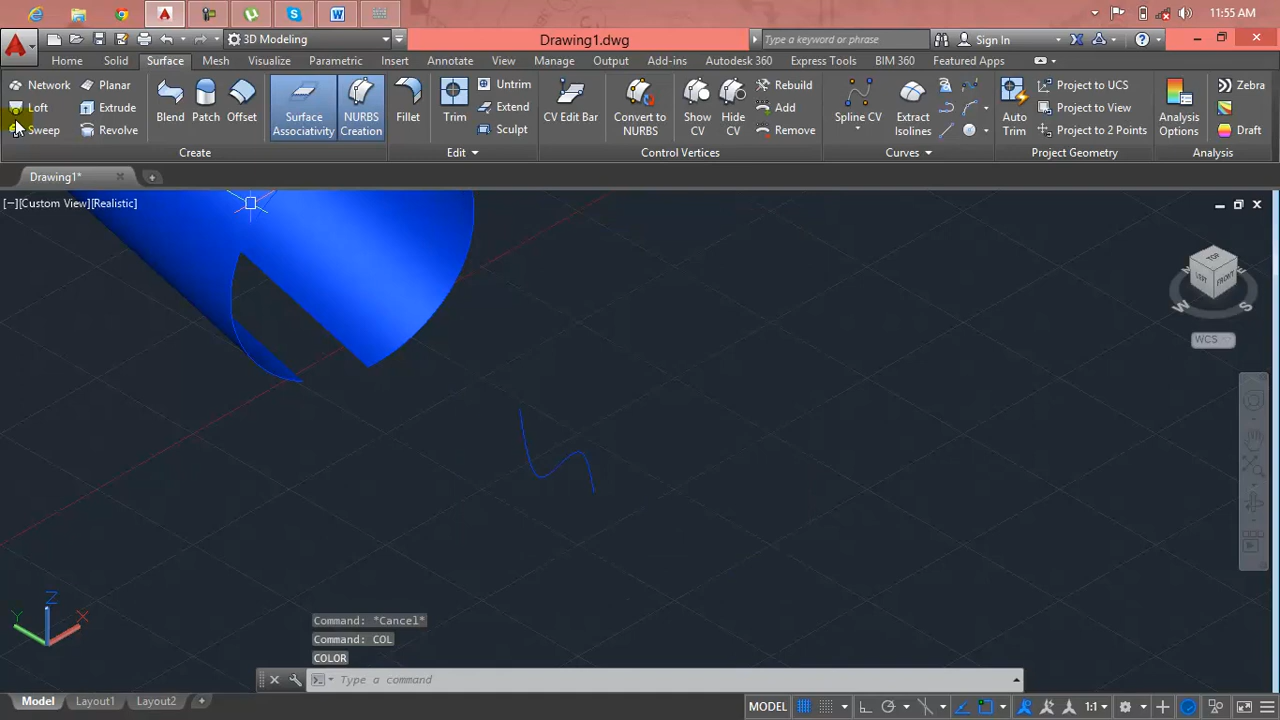 11:55 AM
3D Modeling
Drawing1.dwg
Type a keyword or phrase
Sign In
Home
Solid
Surface
Mesh
Visualize
Parametric
Insert
Annotate
View
Manage
Output
Add-ins
Autodesk 360
Express Tools
BIM 360
Featured Apps
Network
Loft
Sweep
Planar
Extrude
Revolve
Blend
Patch
Offset
Surface
Associativity
NURBS
Creation
Create
Fillet
Trim
Untrim
Extend
Sculpt
Edit
CV Edit Bar
Convert to
NURBS
Show
CV
Hide
CV
Rebuild
Add
Remove
Control Vertices
Spline CV
Extract
Isolines
Curves
Auto
Trim
Project to UCS
Project to View
Project to 2 Points
Project Geometry
Analysis
Options
Zebra
Draft
Analysis
Drawing1*
[−][Custom View][Realistic]
TOP
LEFT
FRONT
W
S
WCS
Z
Y
X
Command: *Cancel*
Command: COL
COLOR
Type a command
Model
Layout1
Layout2
MODEL
1:1